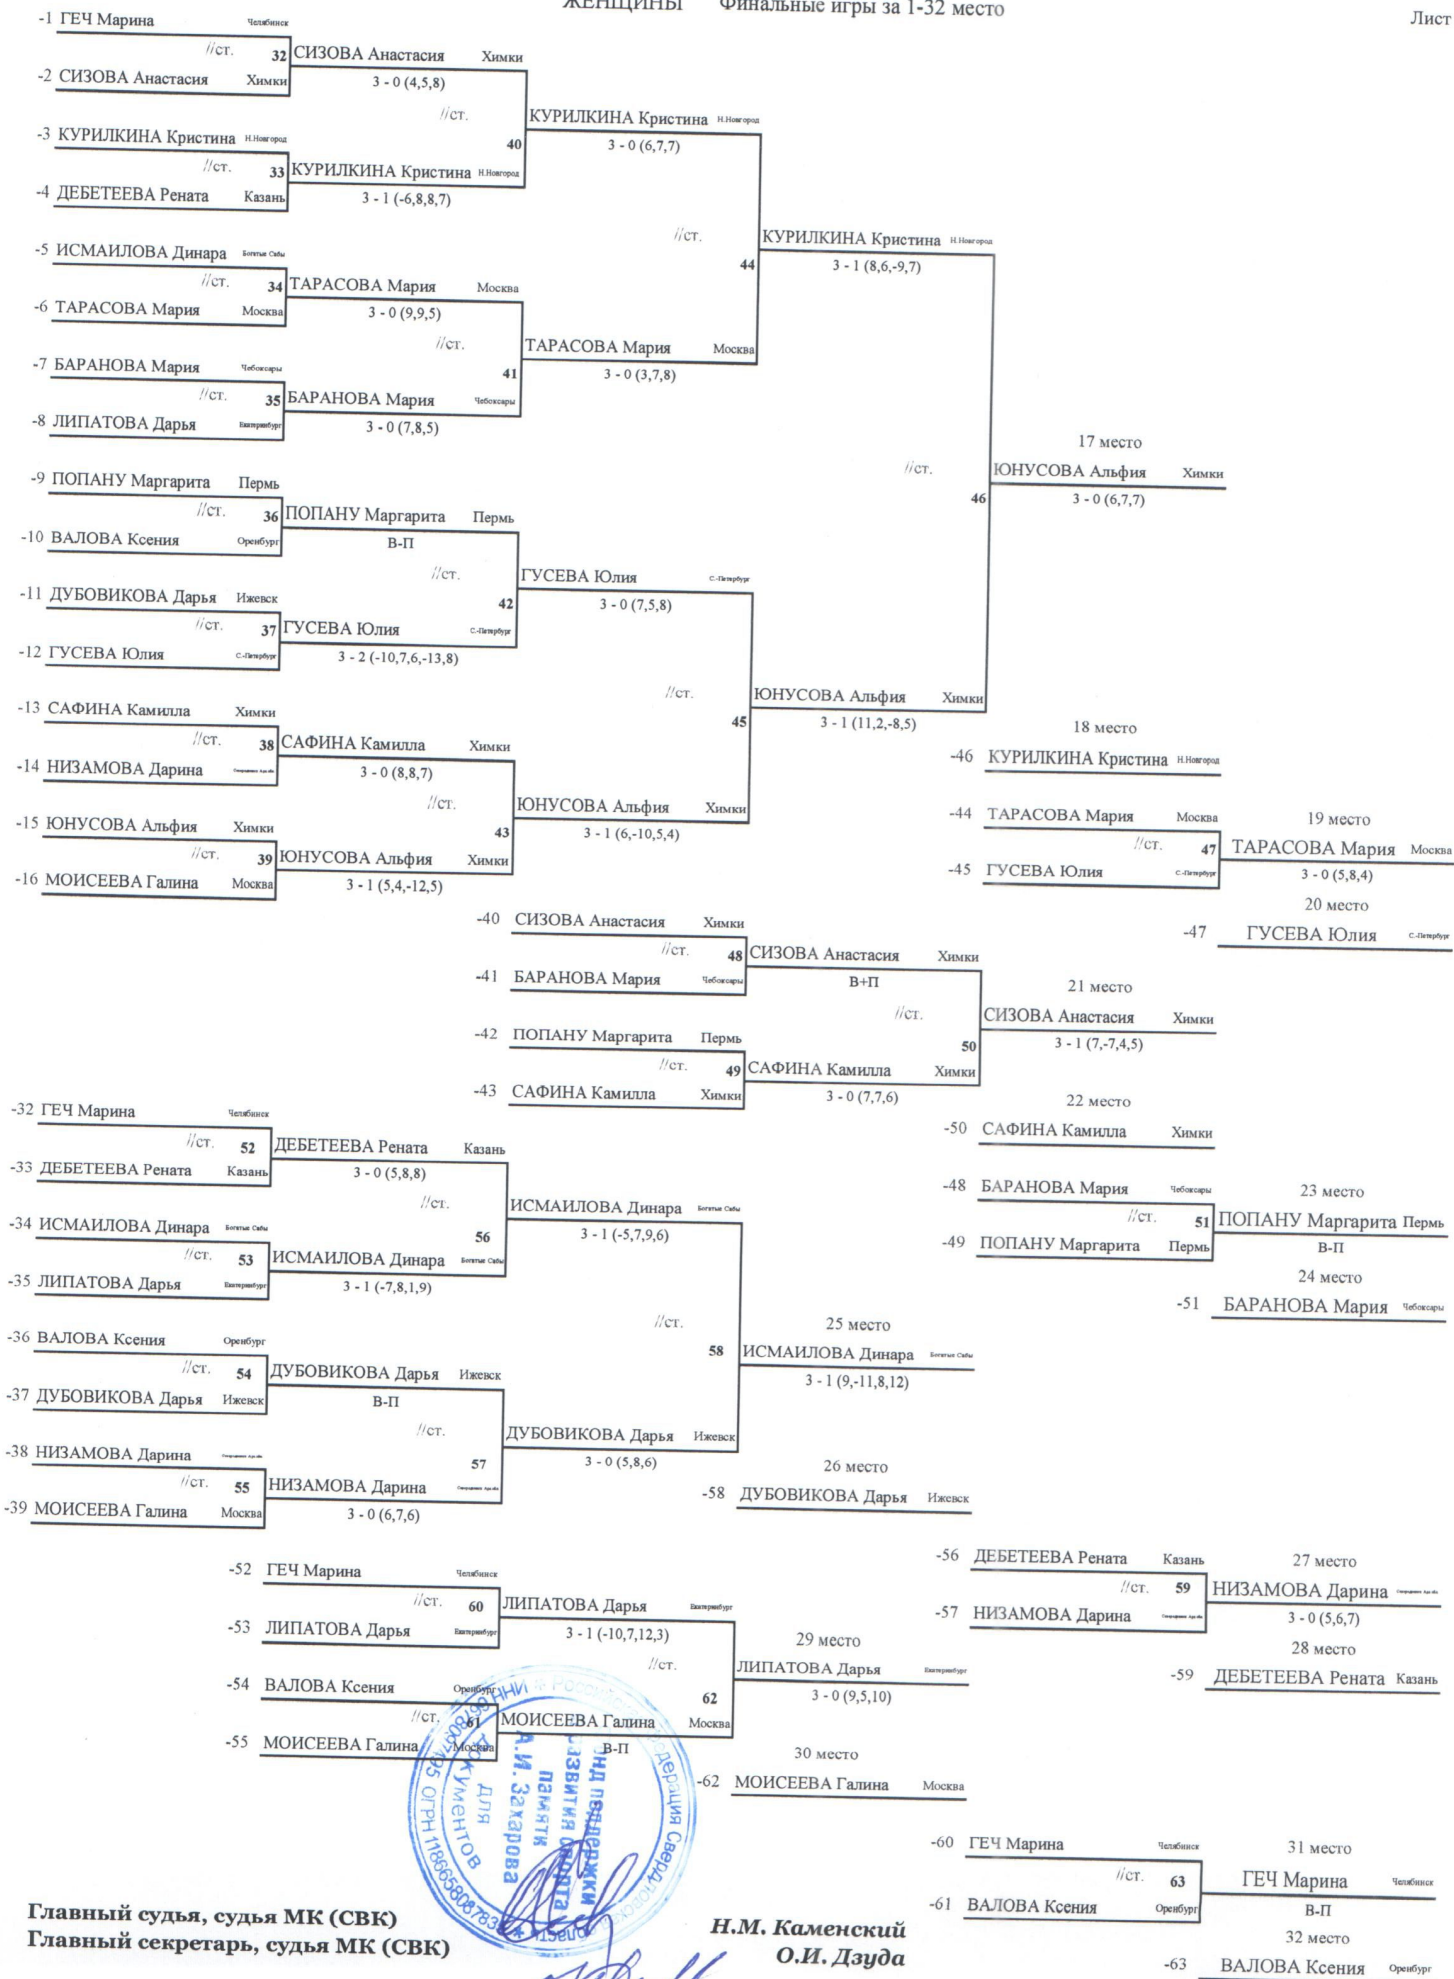 ЖЕНЩИНЫ Финальные игры за 1-32 место
Лист
-1 ГЕЧ Марина Челябинск
//ст. 32 СИЗОВА Анастасия Химки
-2 СИЗОВА Анастасия Химки
3 - 0 (4,5,8)
//ст. 40 КУРИЛКИНА Кристина Н.Новгород
3 - 0 (6,7,7)
-3 КУРИЛКИНА Кристина Н.Новгород
//ст. 33 КУРИЛКИНА Кристина Н.Новгород
-4 ДЕБЕТЕЕВА Рената Казань
3 - 1 (-6,8,8,7)
//ст. 44 КУРИЛКИНА Кристина Н.Новгород
3 - 1 (8,6,-9,7)
-5 ИСМАИЛОВА Динара Богатые Сабы
//ст. 34 ТАРАСОВА Мария Москва
-6 ТАРАСОВА Мария Москва
3 - 0 (9,9,5)
//ст. 41 ТАРАСОВА Мария Москва
3 - 0 (3,7,8)
-7 БАРАНОВА Мария Чебоксары
//ст. 35 БАРАНОВА Мария Чебоксары
-8 ЛИПАТОВА Дарья Екатеринбург
3 - 0 (7,8,5)
17 место
//ст. 46 ЮНУСОВА Альфия Химки
3 - 0 (6,7,7)
-9 ПОПАНУ Маргарита Пермь
//ст. 36 ПОПАНУ Маргарита Пермь
-10 ВАЛОВА Ксения Оренбург
В-П
//ст. 42 ГУСЕВА Юлия С.-Петербург
3 - 0 (7,5,8)
-11 ДУБОВИКОВА Дарья Ижевск
//ст. 37 ГУСЕВА Юлия С.-Петербург
-12 ГУСЕВА Юлия С.-Петербург
3 - 2 (-10,7,6,-13,8)
//ст. 45 ЮНУСОВА Альфия Химки
3 - 1 (11,2,-8,5)
-13 САФИНА Камилла Химки
//ст. 38 САФИНА Камилла Химки
-14 НИЗАМОВА Дарина
3 - 0 (8,8,7)
//ст. 43 ЮНУСОВА Альфия Химки
3 - 1 (6,-10,5,4)
-15 ЮНУСОВА Альфия Химки
//ст. 39 ЮНУСОВА Альфия Химки
-16 МОИСЕЕВА Галина Москва
3 - 1 (5,4,-12,5)
18 место
-46 КУРИЛКИНА Кристина Н.Новгород
-44 ТАРАСОВА Мария Москва
19 место
//ст. 47 ТАРАСОВА Мария Москва
-45 ГУСЕВА Юлия С.-Петербург
3 - 0 (5,8,4)
20 место
-47 ГУСЕВА Юлия С.-Петербург
-40 СИЗОВА Анастасия Химки
//ст. 48 СИЗОВА Анастасия Химки
-41 БАРАНОВА Мария Чебоксары
В+П
21 место
//ст. 50 СИЗОВА Анастасия Химки
3 - 1 (7,-7,4,5)
-42 ПОПАНУ Маргарита Пермь
//ст. 49 САФИНА Камилла Химки
-43 САФИНА Камилла Химки
3 - 0 (7,7,6)
22 место
-50 САФИНА Камилла Химки
-48 БАРАНОВА Мария Чебоксары
23 место
//ст. 51 ПОПАНУ Маргарита Пермь
-49 ПОПАНУ Маргарита Пермь
В-П
24 место
-51 БАРАНОВА Мария Чебоксары
-32 ГЕЧ Марина Челябинск
//ст. 52 ДЕБЕТЕЕВА Рената Казань
-33 ДЕБЕТЕЕВА Рената Казань
3 - 0 (5,8,8)
//ст. 56 ИСМАИЛОВА Динара Богатые Сабы
3 - 1 (-5,7,9,6)
-34 ИСМАИЛОВА Динара Богатые Сабы
//ст. 53 ИСМАИЛОВА Динара Богатые Сабы
-35 ЛИПАТОВА Дарья Екатеринбург
3 - 1 (-7,8,1,9)
25 место
//ст. 58 ИСМАИЛОВА Динара Богатые Сабы
3 - 1 (9,-11,8,12)
-36 ВАЛОВА Ксения Оренбург
//ст. 54 ДУБОВИКОВА Дарья Ижевск
-37 ДУБОВИКОВА Дарья Ижевск
В-П
//ст. 57 ДУБОВИКОВА Дарья Ижевск
3 - 0 (5,8,6)
-38 НИЗАМОВА Дарина
//ст. 55 НИЗАМОВА Дарина
-39 МОИСЕЕВА Галина Москва
3 - 0 (6,7,6)
26 место
-58 ДУБОВИКОВА Дарья Ижевск
-56 ДЕБЕТЕЕВА Рената Казань
27 место
//ст. 59 НИЗАМОВА Дарина
-57 НИЗАМОВА Дарина
3 - 0 (5,6,7)
28 место
-59 ДЕБЕТЕЕВА Рената Казань
-52 ГЕЧ Марина Челябинск
//ст. 60 ЛИПАТОВА Дарья Екатеринбург
-53 ЛИПАТОВА Дарья Екатеринбург
3 - 1 (-10,7,12,3)
29 место
//ст. 62 ЛИПАТОВА Дарья Екатеринбург
3 - 0 (9,5,10)
-54 ВАЛОВА Ксения Оренбург
//ст. 61 МОИСЕЕВА Галина Москва
-55 МОИСЕЕВА Галина Москва
В-П
30 место
-62 МОИСЕЕВА Галина Москва
-60 ГЕЧ Марина Челябинск
31 место
//ст. 63 ГЕЧ Марина Челябинск
-61 ВАЛОВА Ксения Оренбург
В-П
32 место
-63 ВАЛОВА Ксения Оренбург
памяти
А.И. Захарова
для
документов
Главный судья, судья МК (СВК) Н.М. Каменский
Главный секретарь, судья МК (СВК) О.И. Дзуда